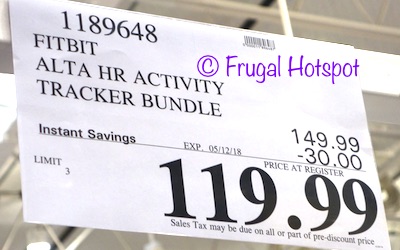 1189648
FITBIT
ALTA HR ACTIVITY
TRACKER BUNDLE
© Frugal Hotspot
Instant Savings 149.99
EXP. 05/12/18 -30.00
LIMIT PRICE AT REGISTER
3
119.99
Sales Tax may be due on all or part of pre-discount price